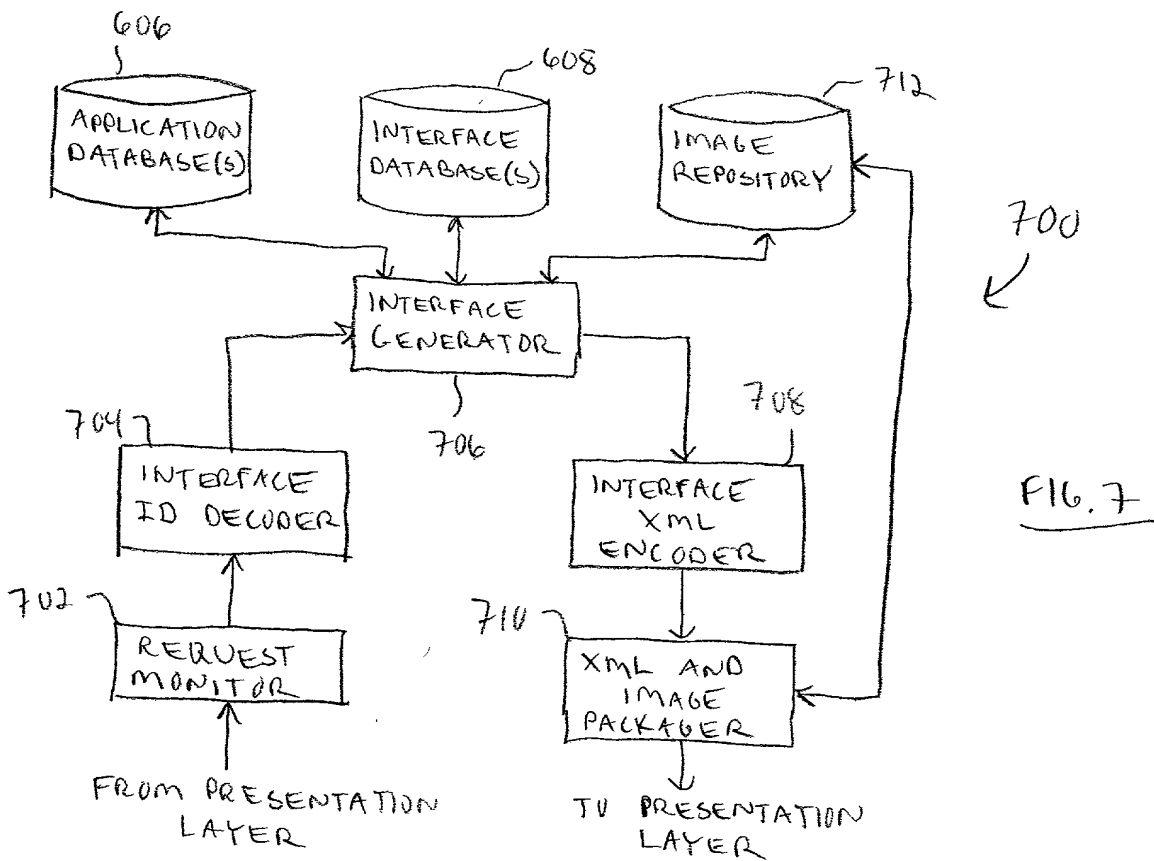 606
608
712
APPLICATION
DATABASE(S)
INTERFACE
DATABASE(S)
IMAGE
REPOSITORY
700
INTERFACE
GENERATOR
706
704
INTERFACE
ID DECODER
708
INTERFACE
XML
ENCODER
FIG. 7
702
REQUEST
MONITOR
710
XML AND
IMAGE
PACKAGER
FROM PRESENTATION
LAYER
TO PRESENTATION
LAYER